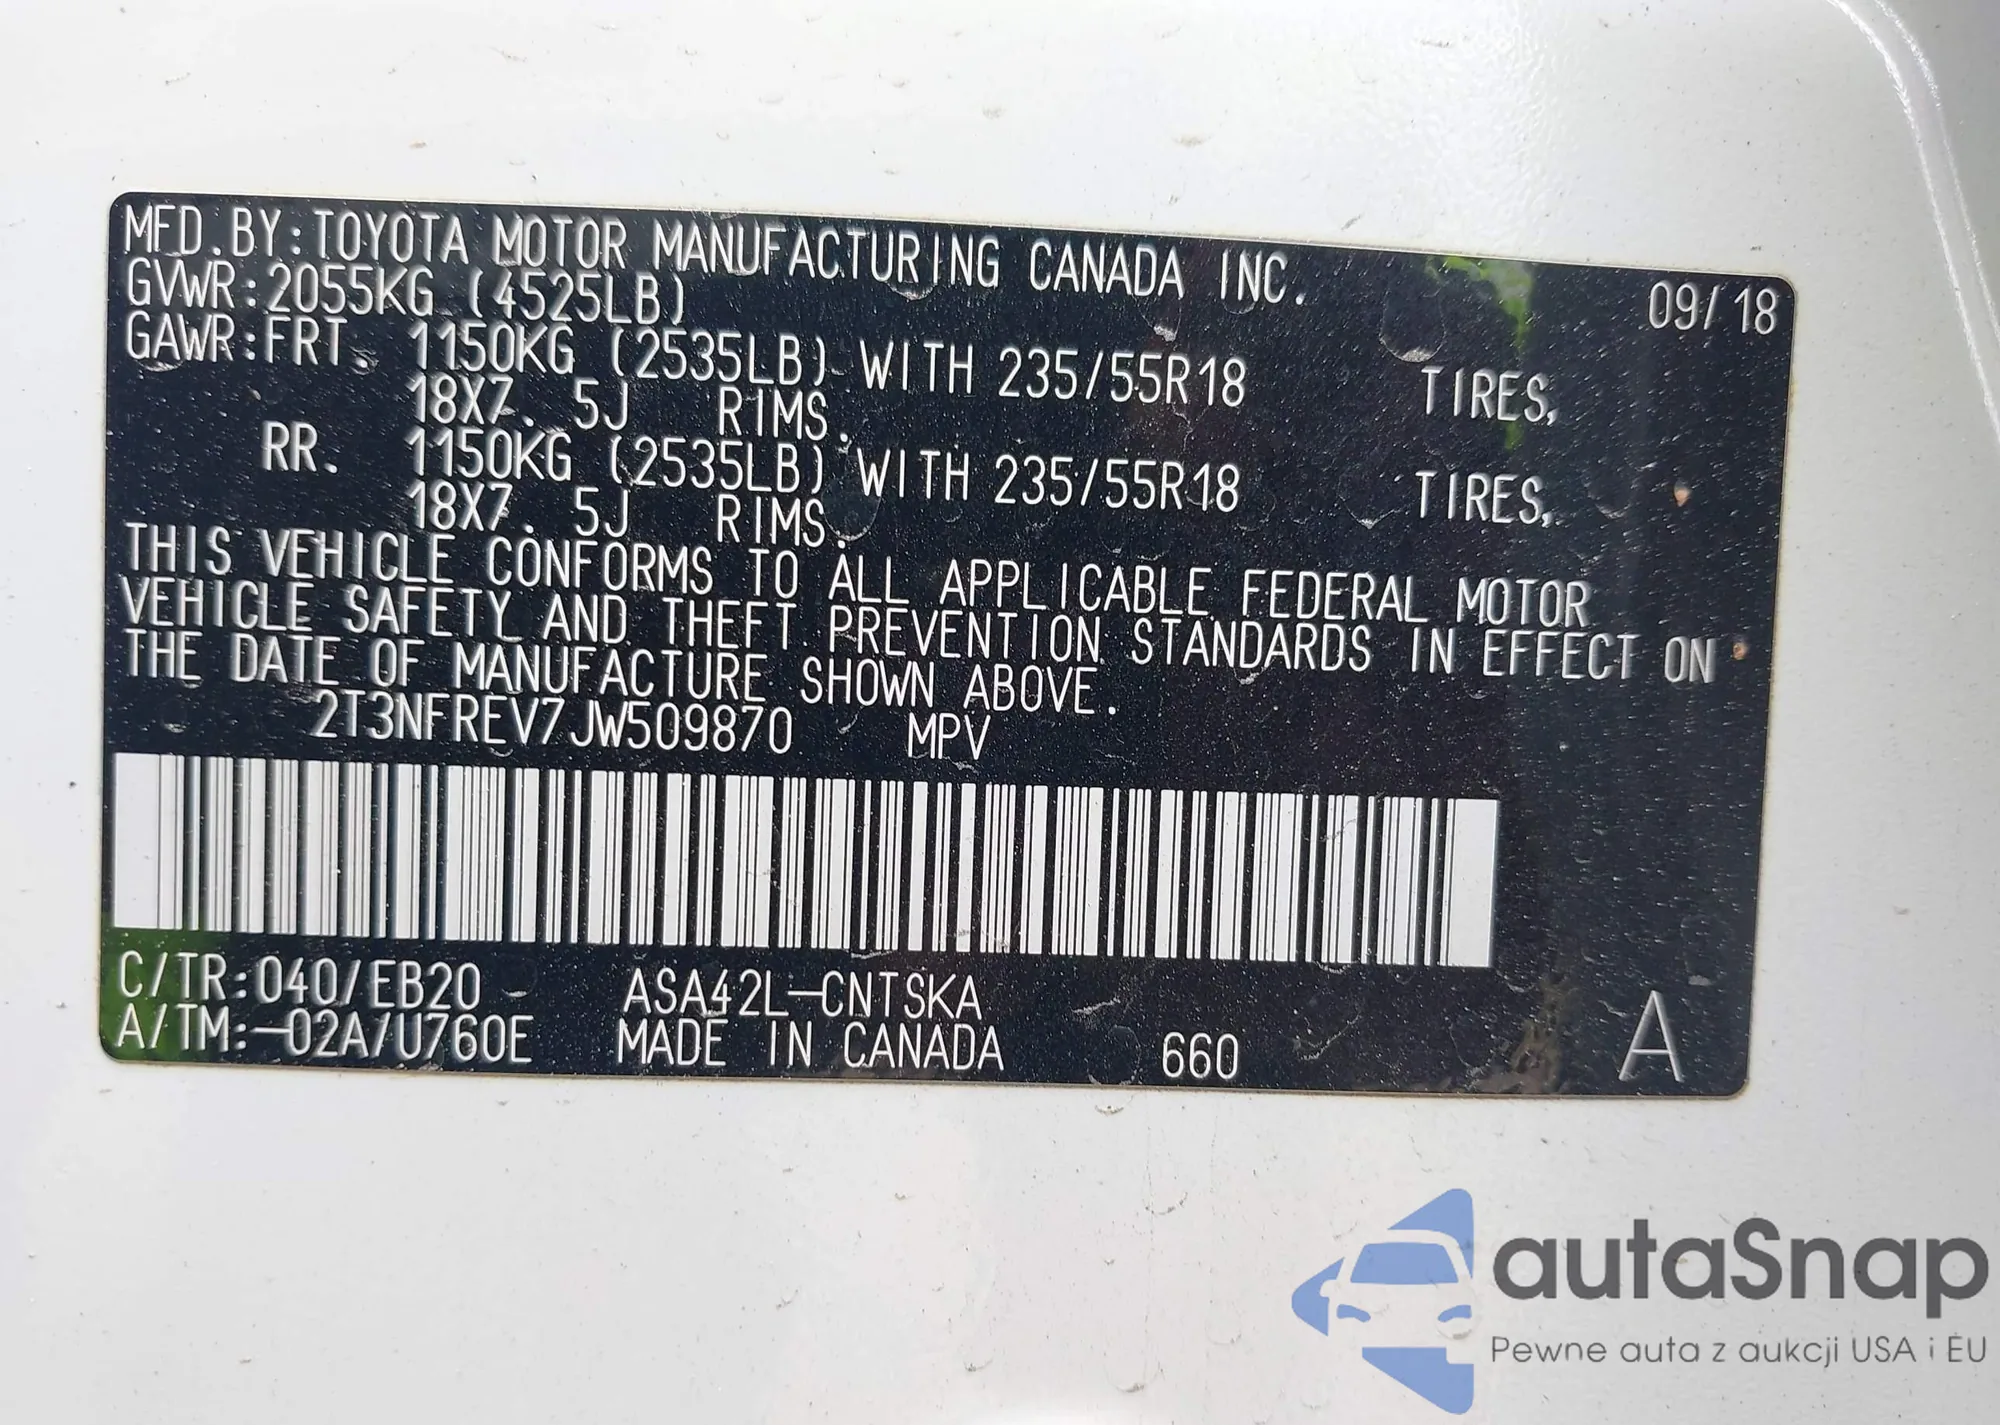 MFD.BY:TOYOTA MOTOR MANUFACTURING CANADA INC. 09/18
GVWR:2055KG (4525LB)
GAWR:FRT. 1150KG (2535LB) WITH 235/55R18 TIRES,
18X7. 5J RIMS.
RR. 1150KG (2535LB) WITH 235/55R18 TIRES,
18X7. 5J RIMS.
THIS VEHICLE CONFORMS TO ALL APPLICABLE FEDERAL MOTOR
VEHICLE SAFETY AND THEFT PREVENTION STANDARDS IN EFFECT ON
THE DATE OF MANUFACTURE SHOWN ABOVE.
2T3NFREV7JW509870 MPV
C/TR:040/EB20 ASA42L-CNTSKA
A/TM:-02A/U760E MADE IN CANADA 660 A
autaSnap
Pewne auta z aukcji USA i EU